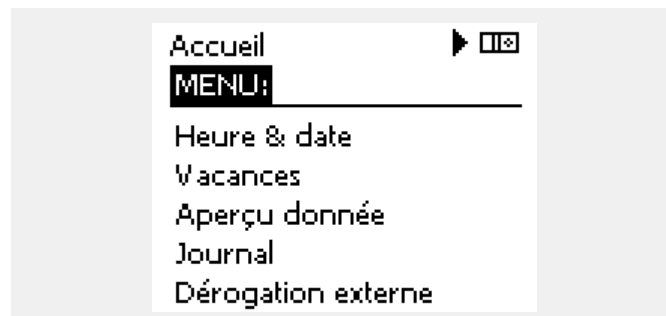 Accueil
MENU:
Heure & date
Vacances
Aperçu donnée
Journal
Dérogation externe